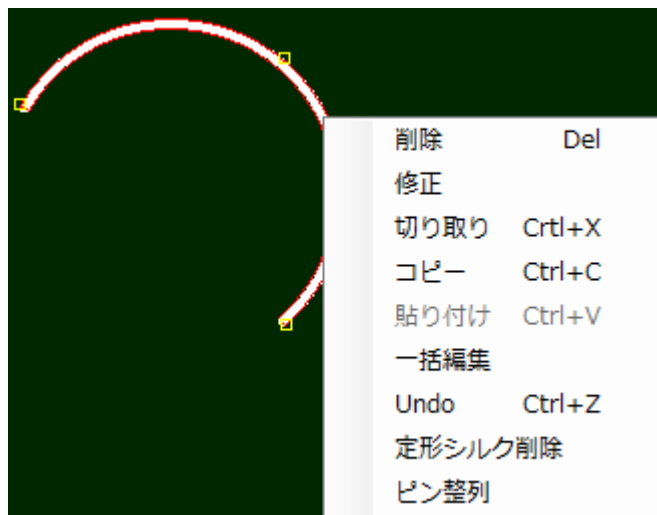 削除 Del
修正
切り取り Crtl+X
コピー Ctrl+C
貼り付け Ctrl+V
一括編集
Undo Ctrl+Z
定形シルク削除
ピン整列